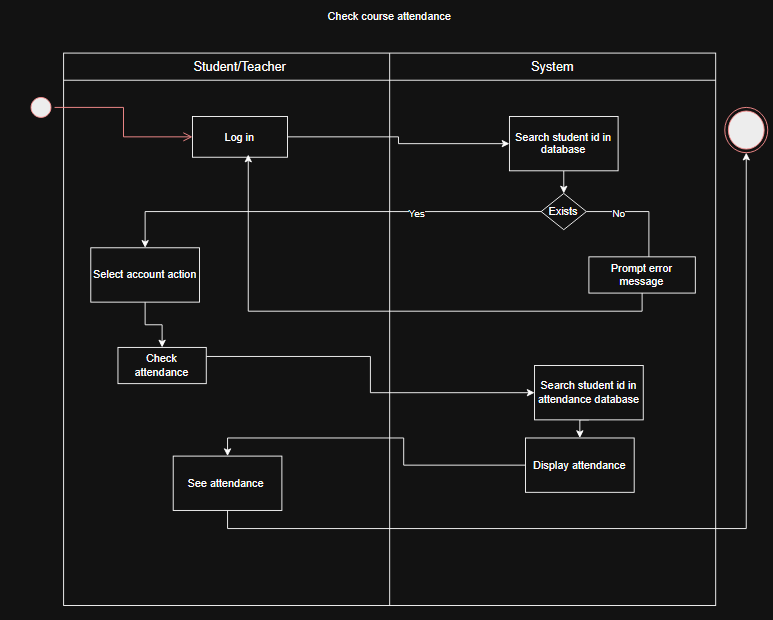 Check course attendance
Student/Teacher
System
Log in
Search student id in
database
Exists
Yes
No
Select account action
Prompt error
message
Check
attendance
Search student id in
attendance database
Display attendance
See attendance